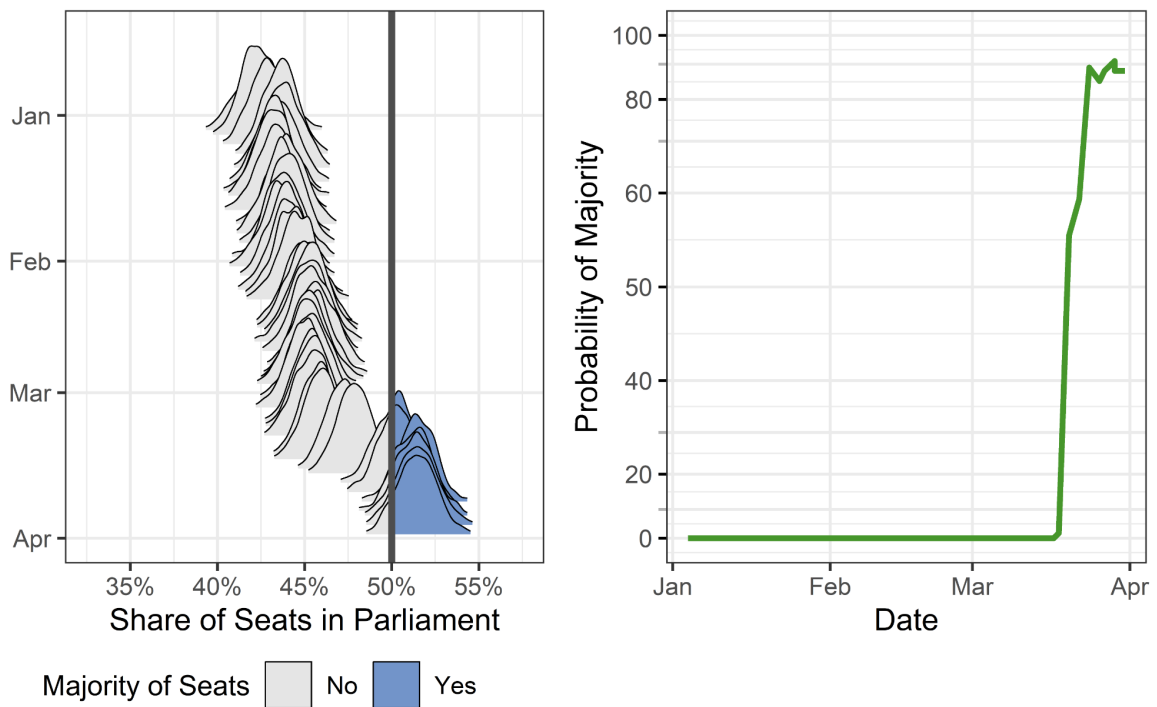 Jan
Feb
Mar
Apr
35%
40%
45%
50%
55%
Share of Seats in Parliament
Majority of Seats
No
Yes
Probability of Majority
100
80
60
50
40
20
0
Jan
Feb
Mar
Apr
Date